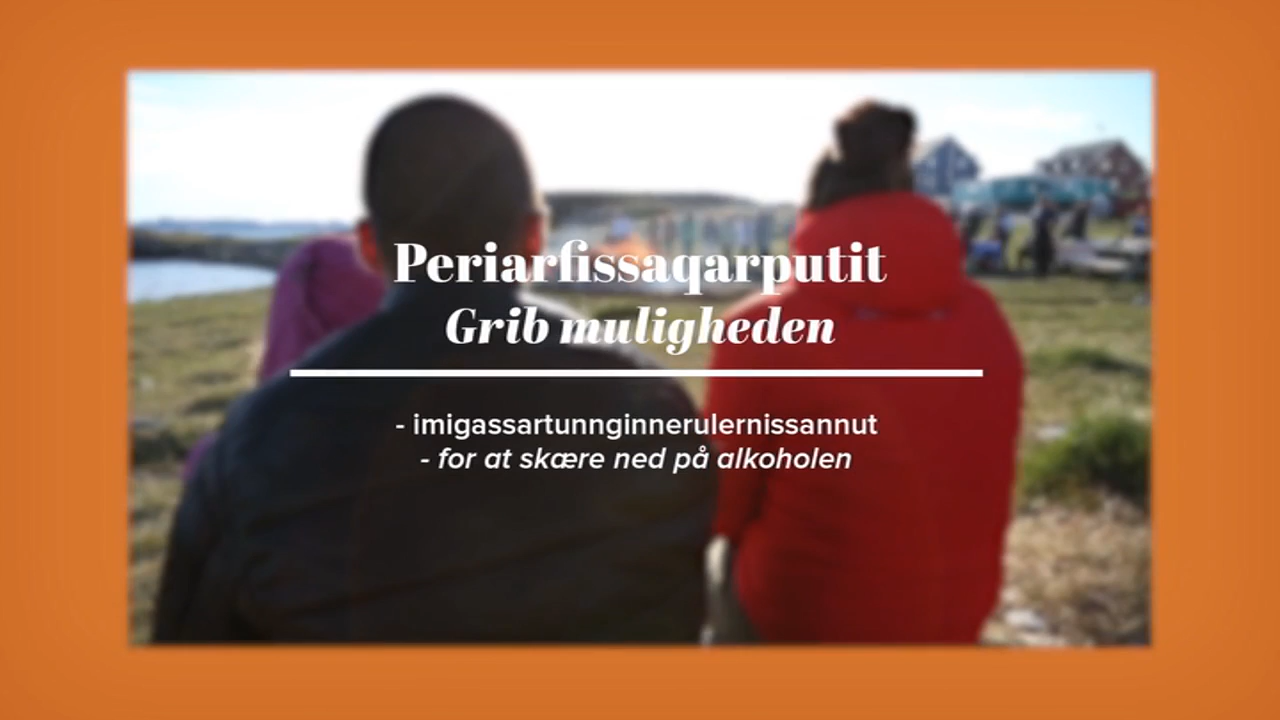 Periarfissaqarputit
Grib muligheden
- imigassartunnginnerulernissannut
- for at skære ned på alkoholen